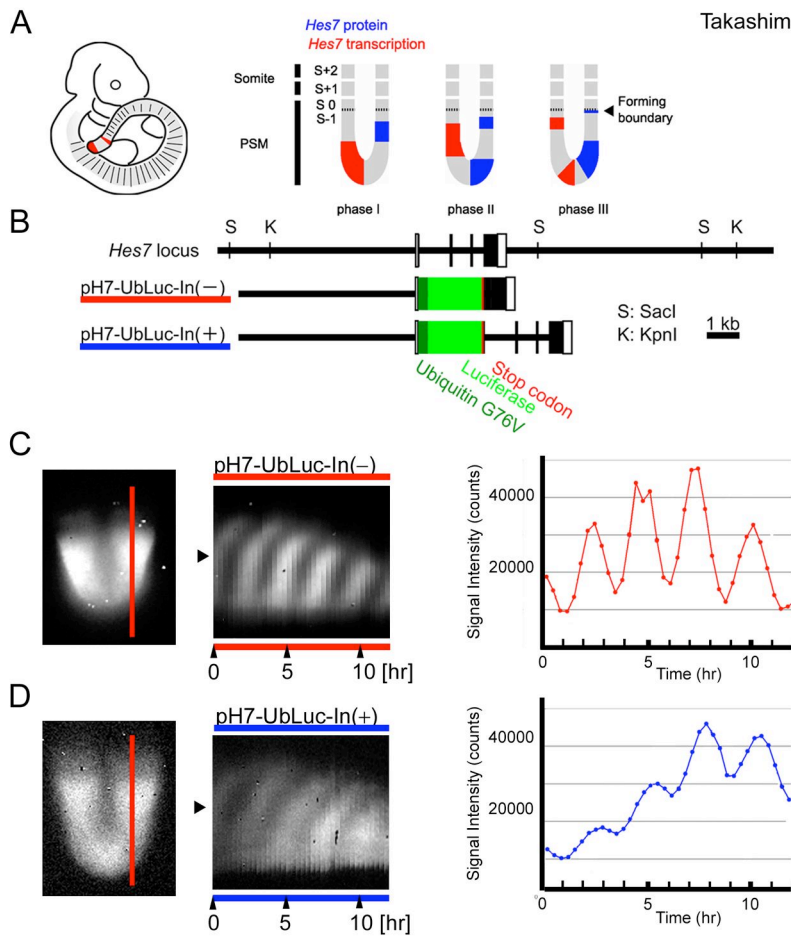 A
Takashim
Hes7 protein
Hes7 transcription
Somite
S+2
S+1
S 0
S-1
PSM
Forming
boundary
phase I
phase II
phase III
B
S
K
S
S
K
Hes7 locus
pH7-UbLuc-In(−)
pH7-UbLuc-In(+)
S: SacI
K: KpnI
1 kb
Ubiquitin G76V
Luciferase
Stop codon
C
pH7-UbLuc-In(−)
0
5
10 [hr]
Signal Intensity (counts)
40000
20000
0
5
10
Time (hr)
D
pH7-UbLuc-In(+)
0
5
10 [hr]
Signal Intensity (counts)
40000
20000
0
5
10
Time (hr)